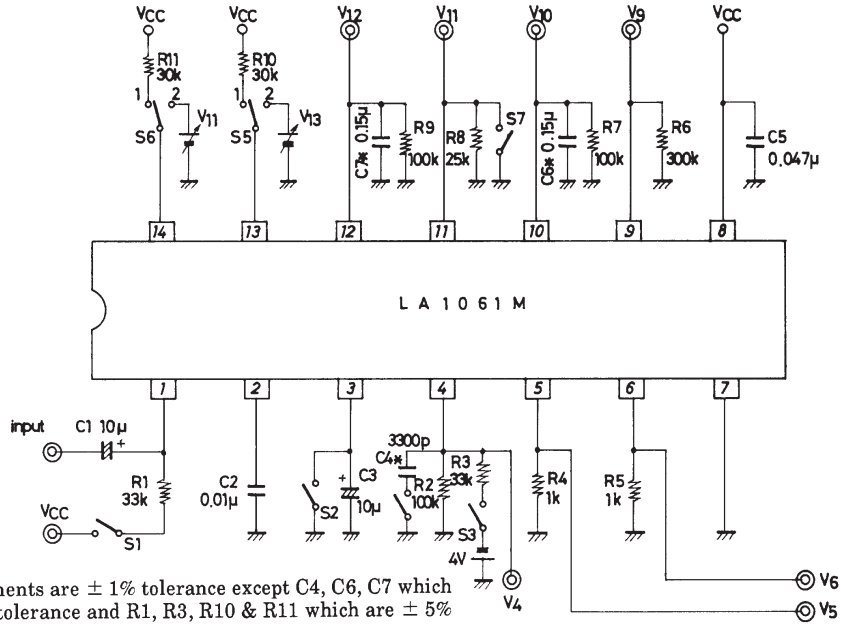 VCC VCC V12 V11 V10 V9 VCC
R11 30k
R10 30k
1 2
1 2
S6 V11
S5 V13
C7* 0.15µ
R9 100k
R8 25k
S7
C6* 0.15µ
R7 100k
R6 300k
C5 0.047µ
14 13 12 11 10 9 8
LA1061M
1 2 3 4 5 6 7
input
C1 10µ +
R1 33k
VCC
S1
C2 0,01µ
S2
+ C3 10µ
3300p
C4*
R2 100k
R3 33k
S3
4V
V4
R4 1k
R5 1k
V6
V5
nents are ± 1% tolerance except C4, C6, C7 which
tolerance and R1, R3, R10 & R11 which are ± 5%